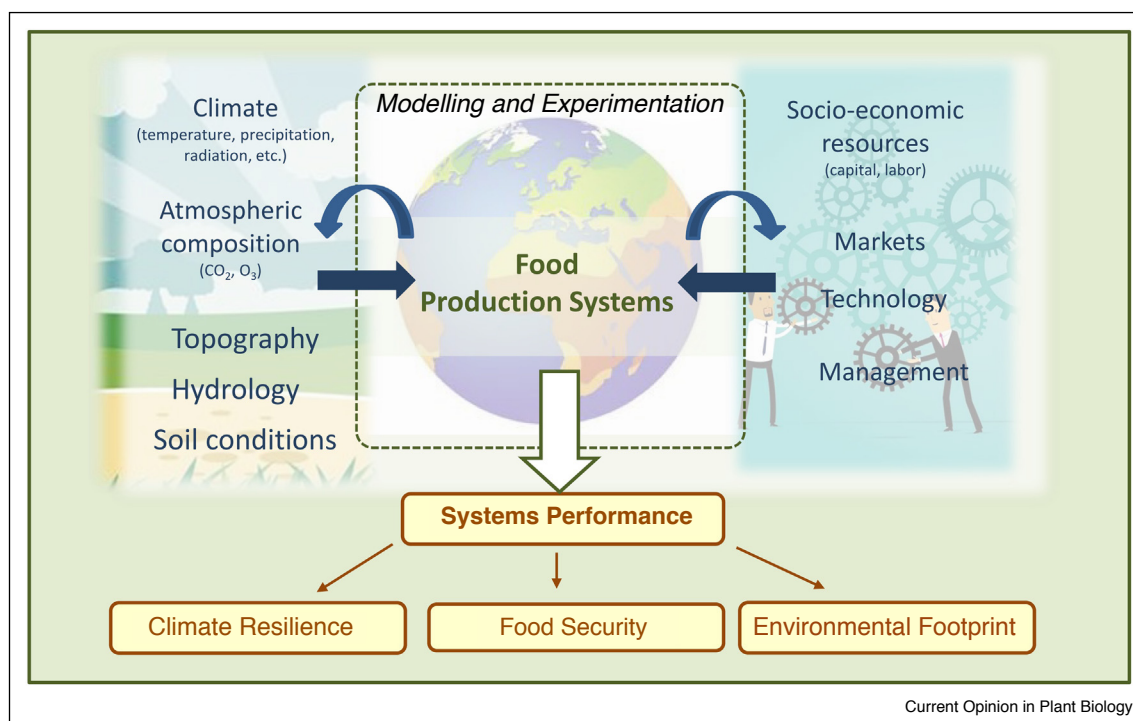 Modelling and Experimentation
Climate
(temperature, precipitation,
radiation, etc.)
Atmospheric
composition
(CO₂, O₃)
Topography
Hydrology
Soil conditions
Food
Production Systems
Socio-economic
resources
(capital, labor)
Markets
Technology
Management
Systems Performance
Climate Resilience
Food Security
Environmental Footprint
Current Opinion in Plant Biology